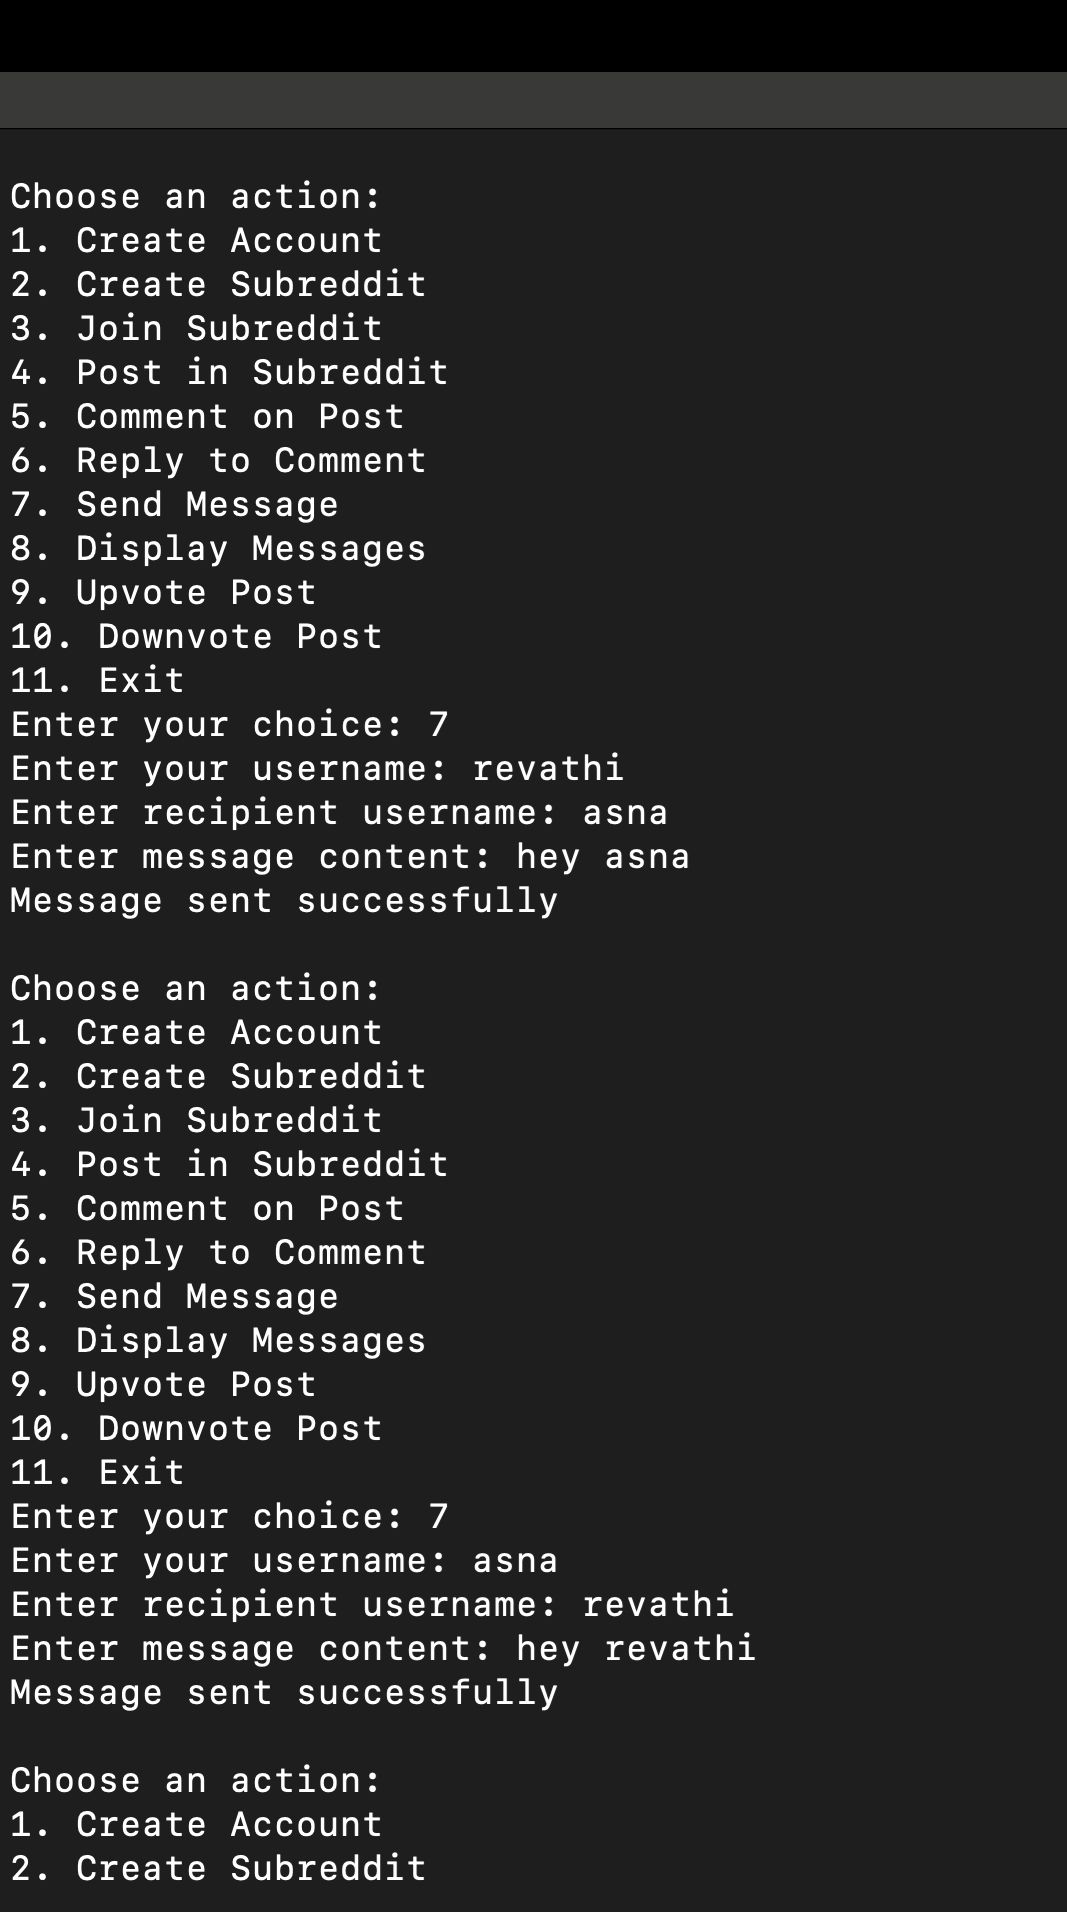 Choose an action:
1. Create Account
2. Create Subreddit
3. Join Subreddit
4. Post in Subreddit
5. Comment on Post
6. Reply to Comment
7. Send Message
8. Display Messages
9. Upvote Post
10. Downvote Post
11. Exit
Enter your choice: 7
Enter your username: revathi
Enter recipient username: asna
Enter message content: hey asna
Message sent successfully

Choose an action:
1. Create Account
2. Create Subreddit
3. Join Subreddit
4. Post in Subreddit
5. Comment on Post
6. Reply to Comment
7. Send Message
8. Display Messages
9. Upvote Post
10. Downvote Post
11. Exit
Enter your choice: 7
Enter your username: asna
Enter recipient username: revathi
Enter message content: hey revathi
Message sent successfully

Choose an action:
1. Create Account
2. Create Subreddit